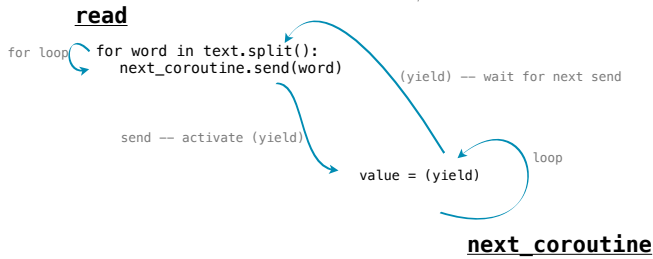 read
for loop
for word in text.split():
next_coroutine.send(word)
(yield) -- wait for next send
send -- activate (yield)
loop
value = (yield)
next_coroutine